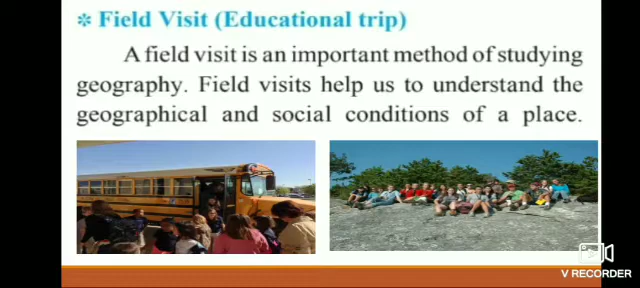 * Field Visit (Educational trip)
A field visit is an important method of studying
geography. Field visits help us to understand the
geographical and social conditions of a place.
V RECORDER